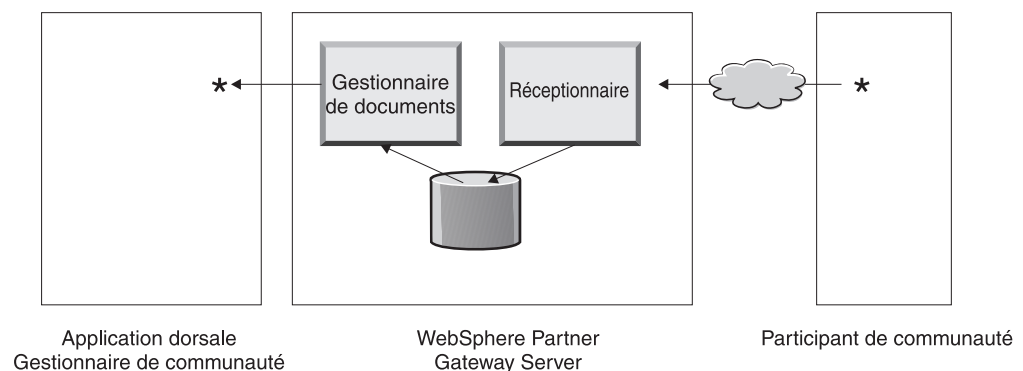 Gestionnaire
de documents
Réceptionnaire
*
*
Application dorsale
Gestionnaire de communauté
WebSphere Partner
Gateway Server
Participant de communauté